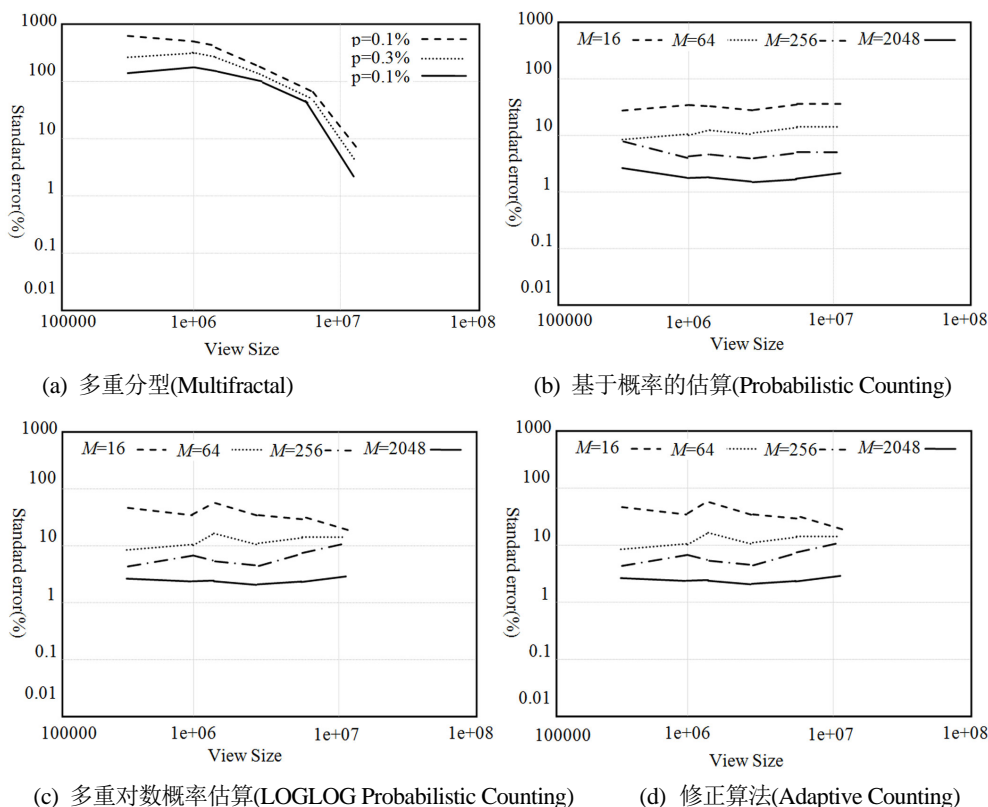 1000
100
10
1
0.1
0.01
Standard error(%)
p=0.1%
p=0.3%
p=0.1%
100000 1e+06 1e+07 1e+08
View Size
(a) 多重分型(Multifractal)
1000
100
10
1
0.1
0.01
Standard error(%)
M=16 M=64 M=256 M=2048
100000 1e+06 1e+07 1e+08
View Size
(b) 基于概率的估算(Probabilistic Counting)
1000
100
10
1
0.1
0.01
Standard error(%)
M=16 M=64 M=256 M=2048
100000 1e+06 1e+07 1e+08
View Size
(c) 多重对数概率估算(LOGLOG Probabilistic Counting)
1000
100
10
1
0.1
0.01
Standard error(%)
M=16 M=64 M=256 M=2048
100000 1e+06 1e+07 1e+08
View Size
(d) 修正算法(Adaptive Counting)